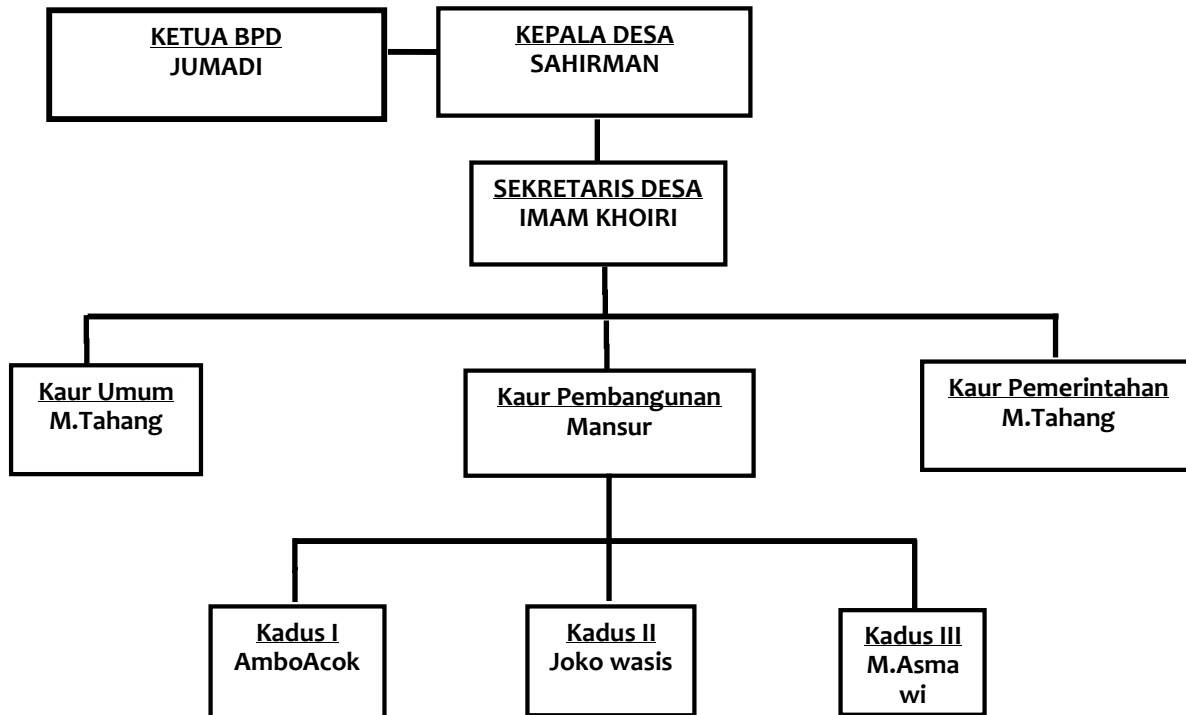 KETUA BPD
JUMADI
KEPALA DESA
SAHIRMAN
SEKRETARIS DESA
IMAM KHOIRI
Kaur Umum
M.Tahang
Kaur Pembangunan
Mansur
Kaur Pemerintahan
M.Tahang
Kadus I
AmboAcok
Kadus II
Joko wasis
Kadus III
M.Asma
wi